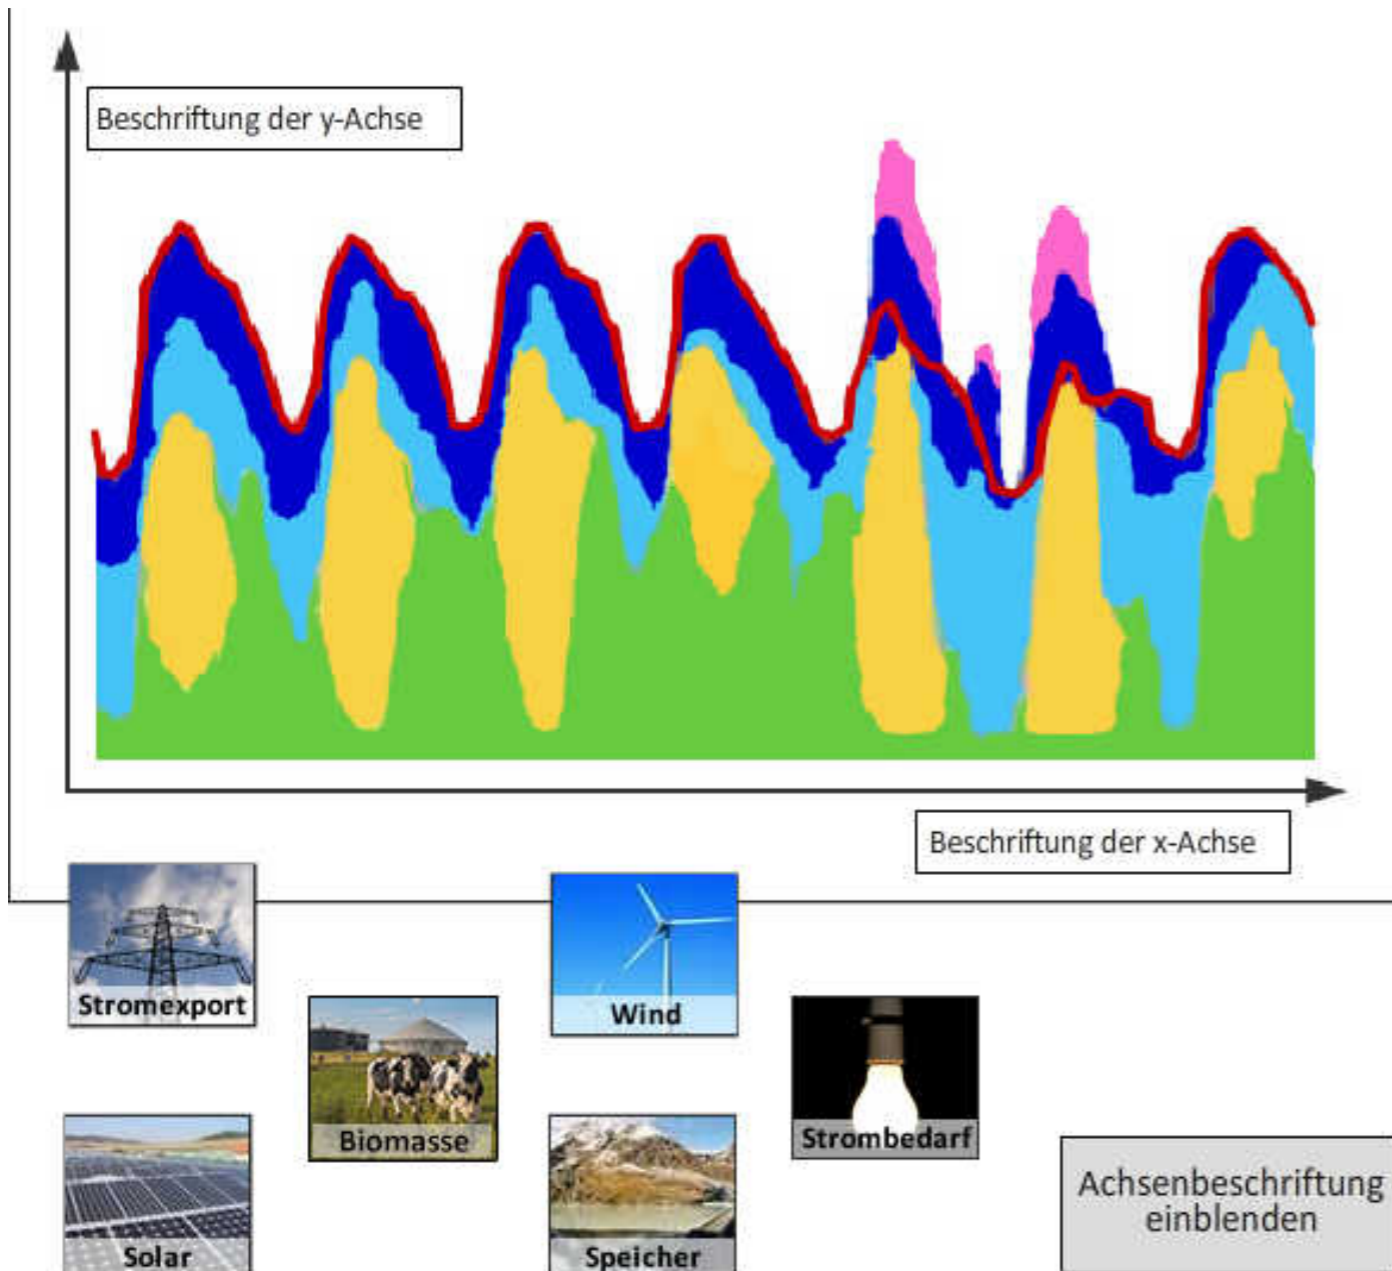 Beschriftung der y-Achse
Beschriftung der x-Achse
Stromexport
Wind
Biomasse
Strombedarf
Solar
Speicher
Achsenbeschriftung
einblenden